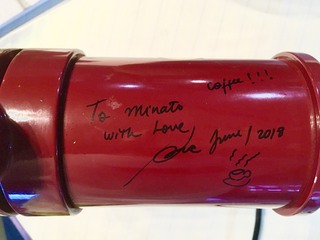 coffee!!!
To Minato
with Love,
June/2018